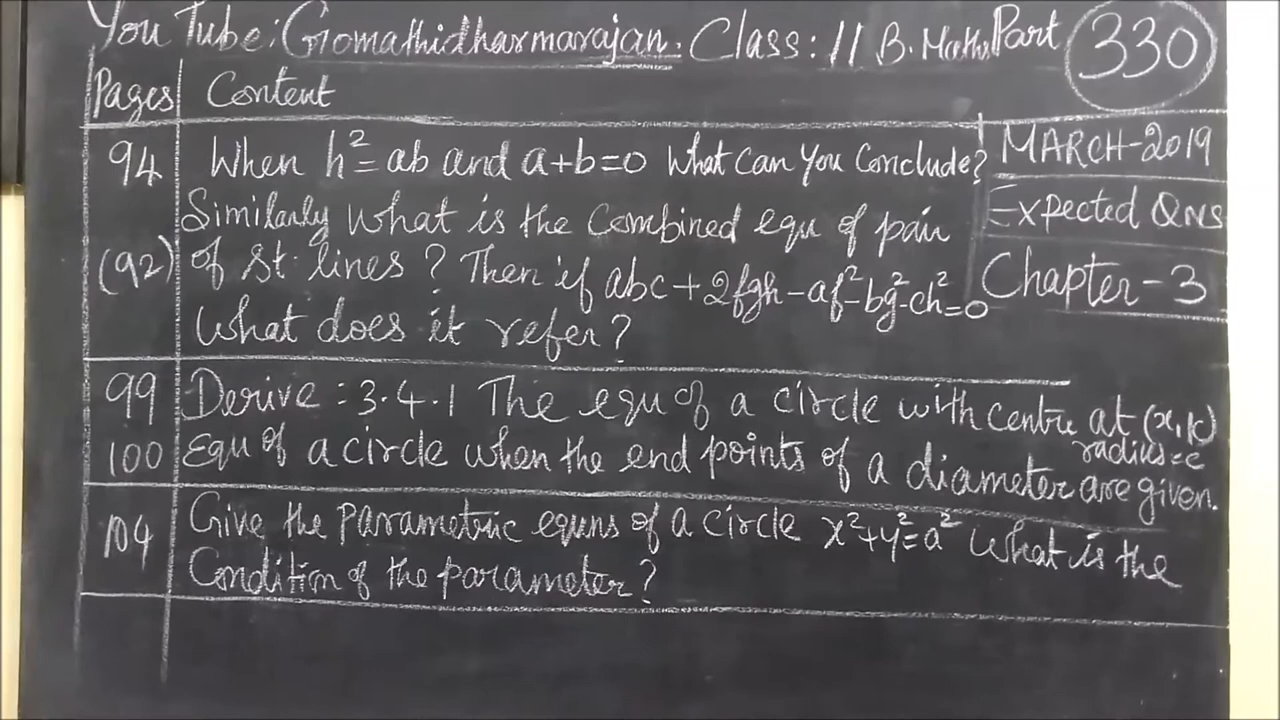 You Tube: Gomathidharmarajan. Class: 11 B. Maths Part 330
Pages Content
94 When h²=ab and a+b=0 What Can You Conclude?
MARCH-2019
Expected QNS
Chapter-3
Similarly What is the Combined equ of pair
(92) of St. lines? Then if abc+2fgh-af²-bg²-ch²=0
What does it refer?
99 Derive: 3.4.1 The equ of a circle with centre at (x,k)
radius=c
100 Equ of a circle when the end points of a diameter are given.
104 Give the Parametric equns of a circle x²+y²=a² What is the
Condition of the parameter?